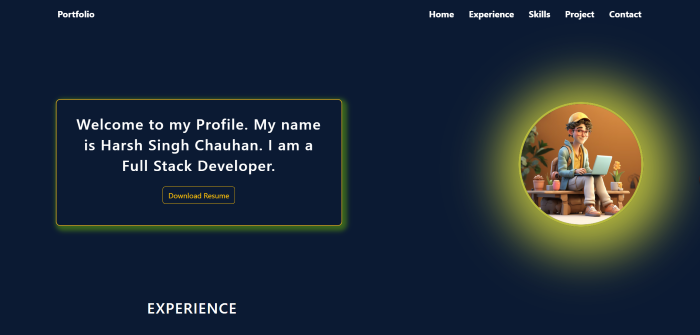 Portfolio
Home Experience Skills Project Contact
Welcome to my Profile. My name
is Harsh Singh Chauhan. I am a
Full Stack Developer.
Download Resume
EXPERIENCE